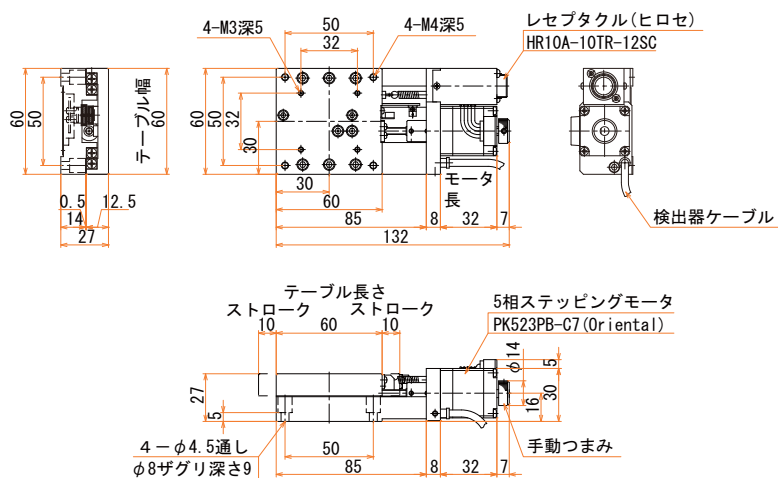 レセプタクル(ヒロセ)
HR10A-10TR-12SC
4-M3深5
50
4-M4深5
32
60
50
テーブル幅
60
60
50
32
30
30
60
85
8
モータ
長
32
7
132
0.5
12.5
14
27
検出器ケーブル
テーブル長さ
ストローク
ストローク
10
60
10
5相ステッピングモータ
PK523PB-C7(Oriental)
φ14
5
30
16
27
5
4-φ4.5通し
φ8ザグリ深さ9
50
85
8
32
7
手動つまみ